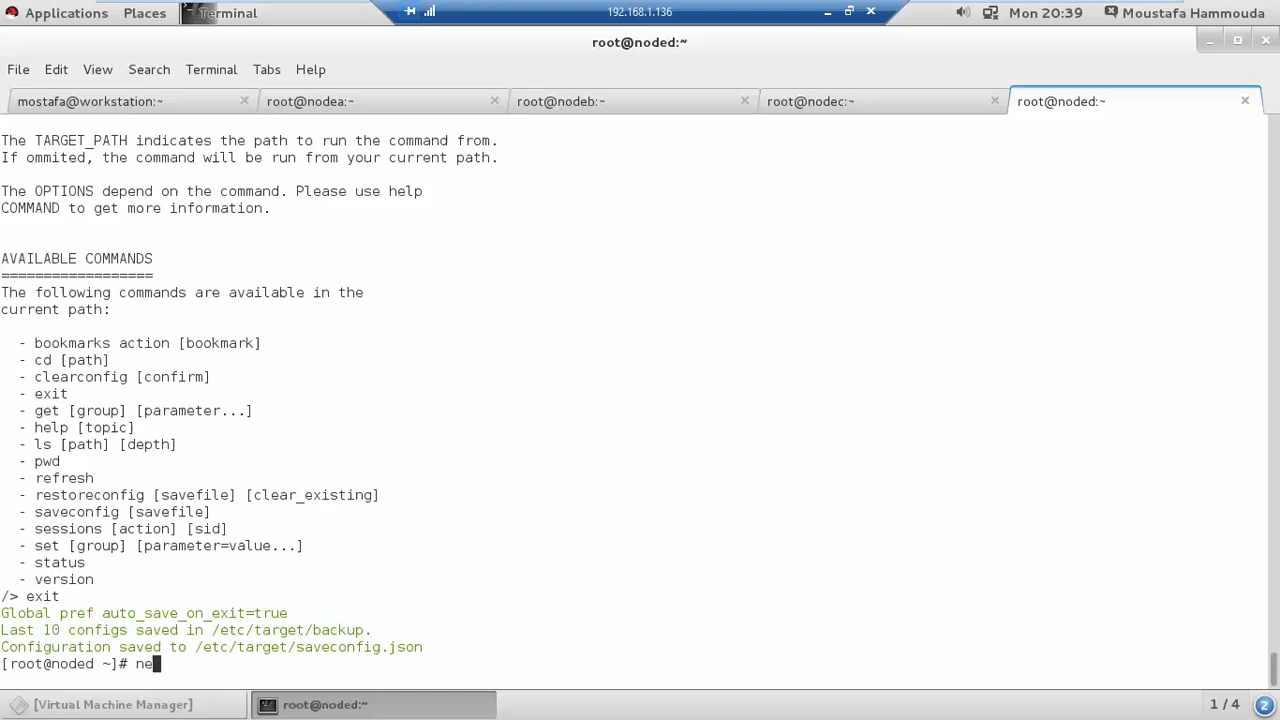 Applications Places Terminal 192.168.1.136 Mon 20:39 Moustafa Hammouda
root@noded:~
File Edit View Search Terminal Tabs Help
mostafa@workstation:~ root@nodea:~ root@nodeb:~ root@nodec:~ root@noded:~
The TARGET_PATH indicates the path to run the command from.
If ommited, the command will be run from your current path.
The OPTIONS depend on the command. Please use help
COMMAND to get more information.
AVAILABLE COMMANDS
==================
The following commands are available in the
current path:
- bookmarks action [bookmark]
- cd [path]
- clearconfig [confirm]
- exit
- get [group] [parameter...]
- help [topic]
- ls [path] [depth]
- pwd
- refresh
- restoreconfig [savefile] [clear_existing]
- saveconfig [savefile]
- sessions [action] [sid]
- set [group] [parameter=value...]
- status
- version
/> exit
Global pref auto_save_on_exit=true
Last 10 configs saved in /etc/target/backup.
Configuration saved to /etc/target/saveconfig.json
[root@noded ~]# ne
[Virtual Machine Manager] root@noded:~ 1 / 4 2